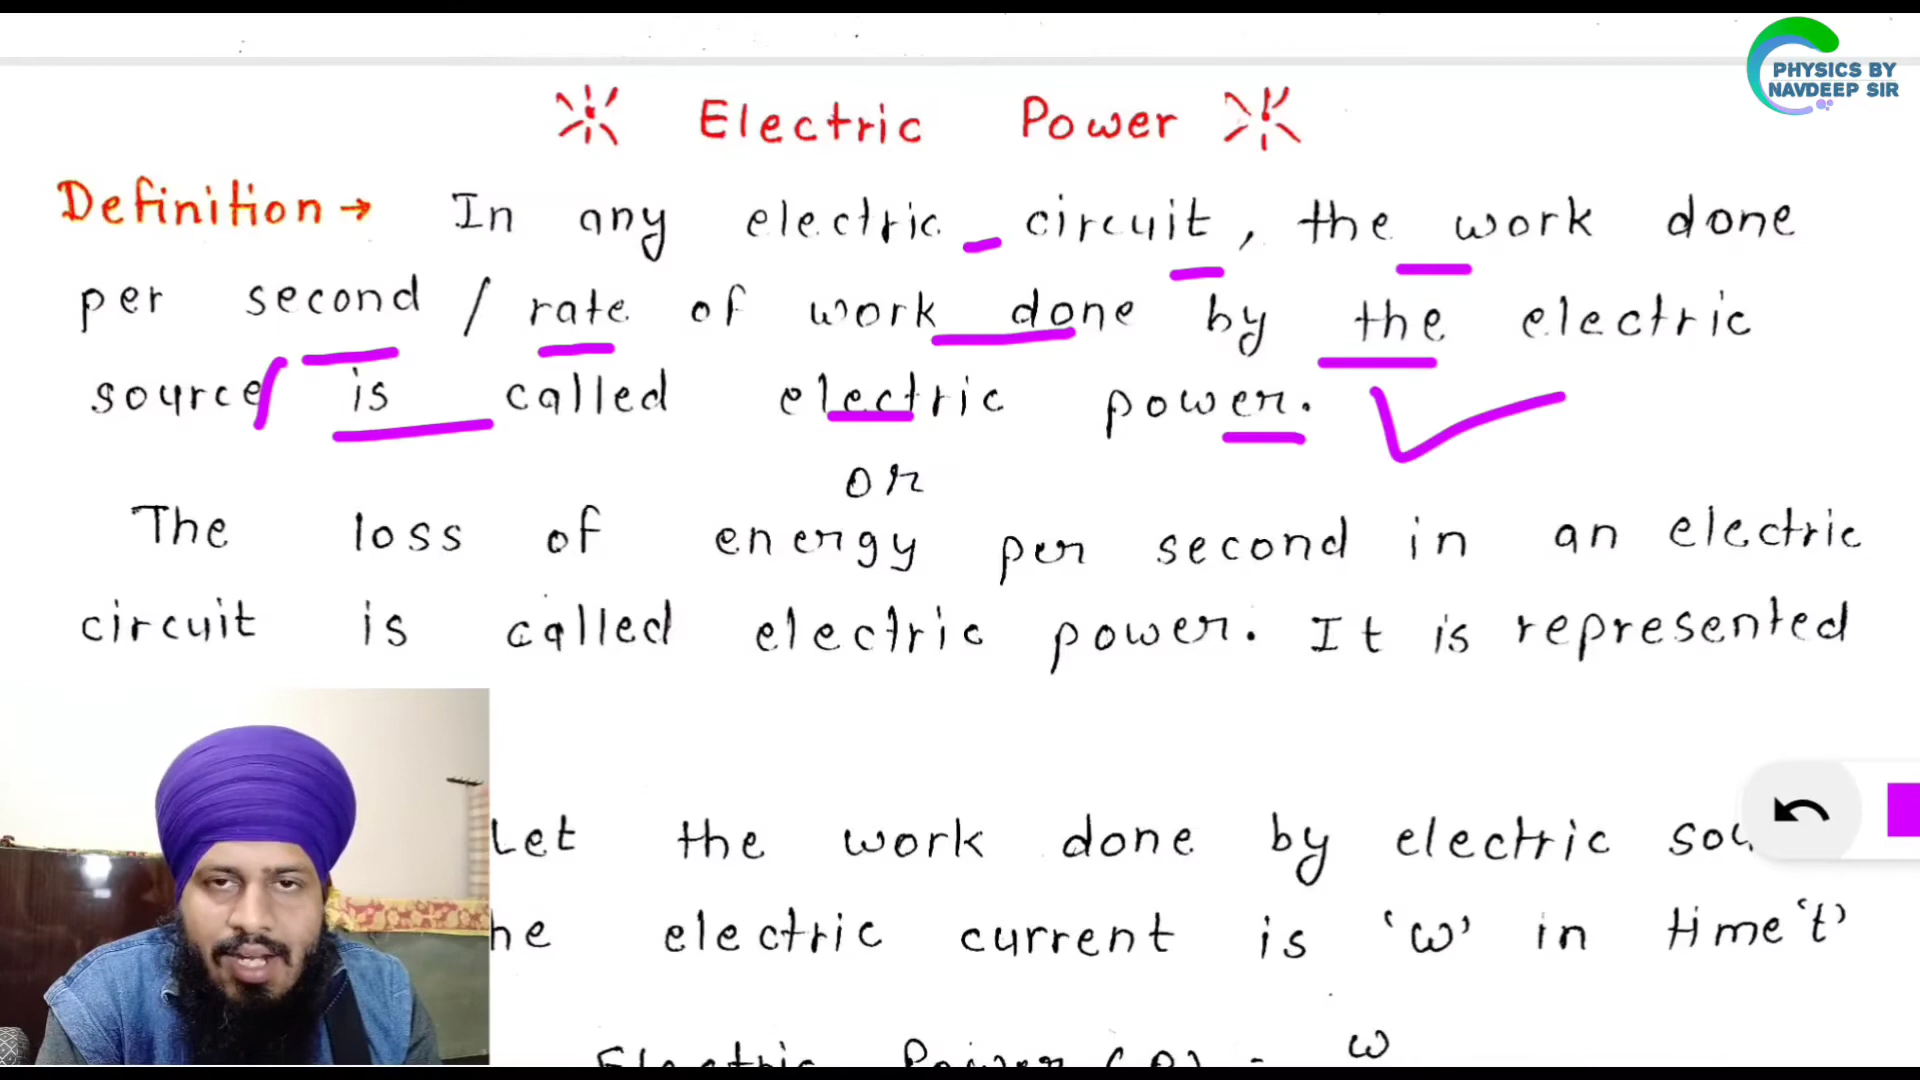 PHYSICS BY
NAVDEEP SIR
Electric Power
Definition → In any electric circuit, the work done
per second / rate of work done by the electric
source is called electric power.
or
The loss of energy per second in an electric
circuit is called electric power. It is represented
Let the work done by electric
electric current is 'W' in time 't'
Electric Power (P) = W